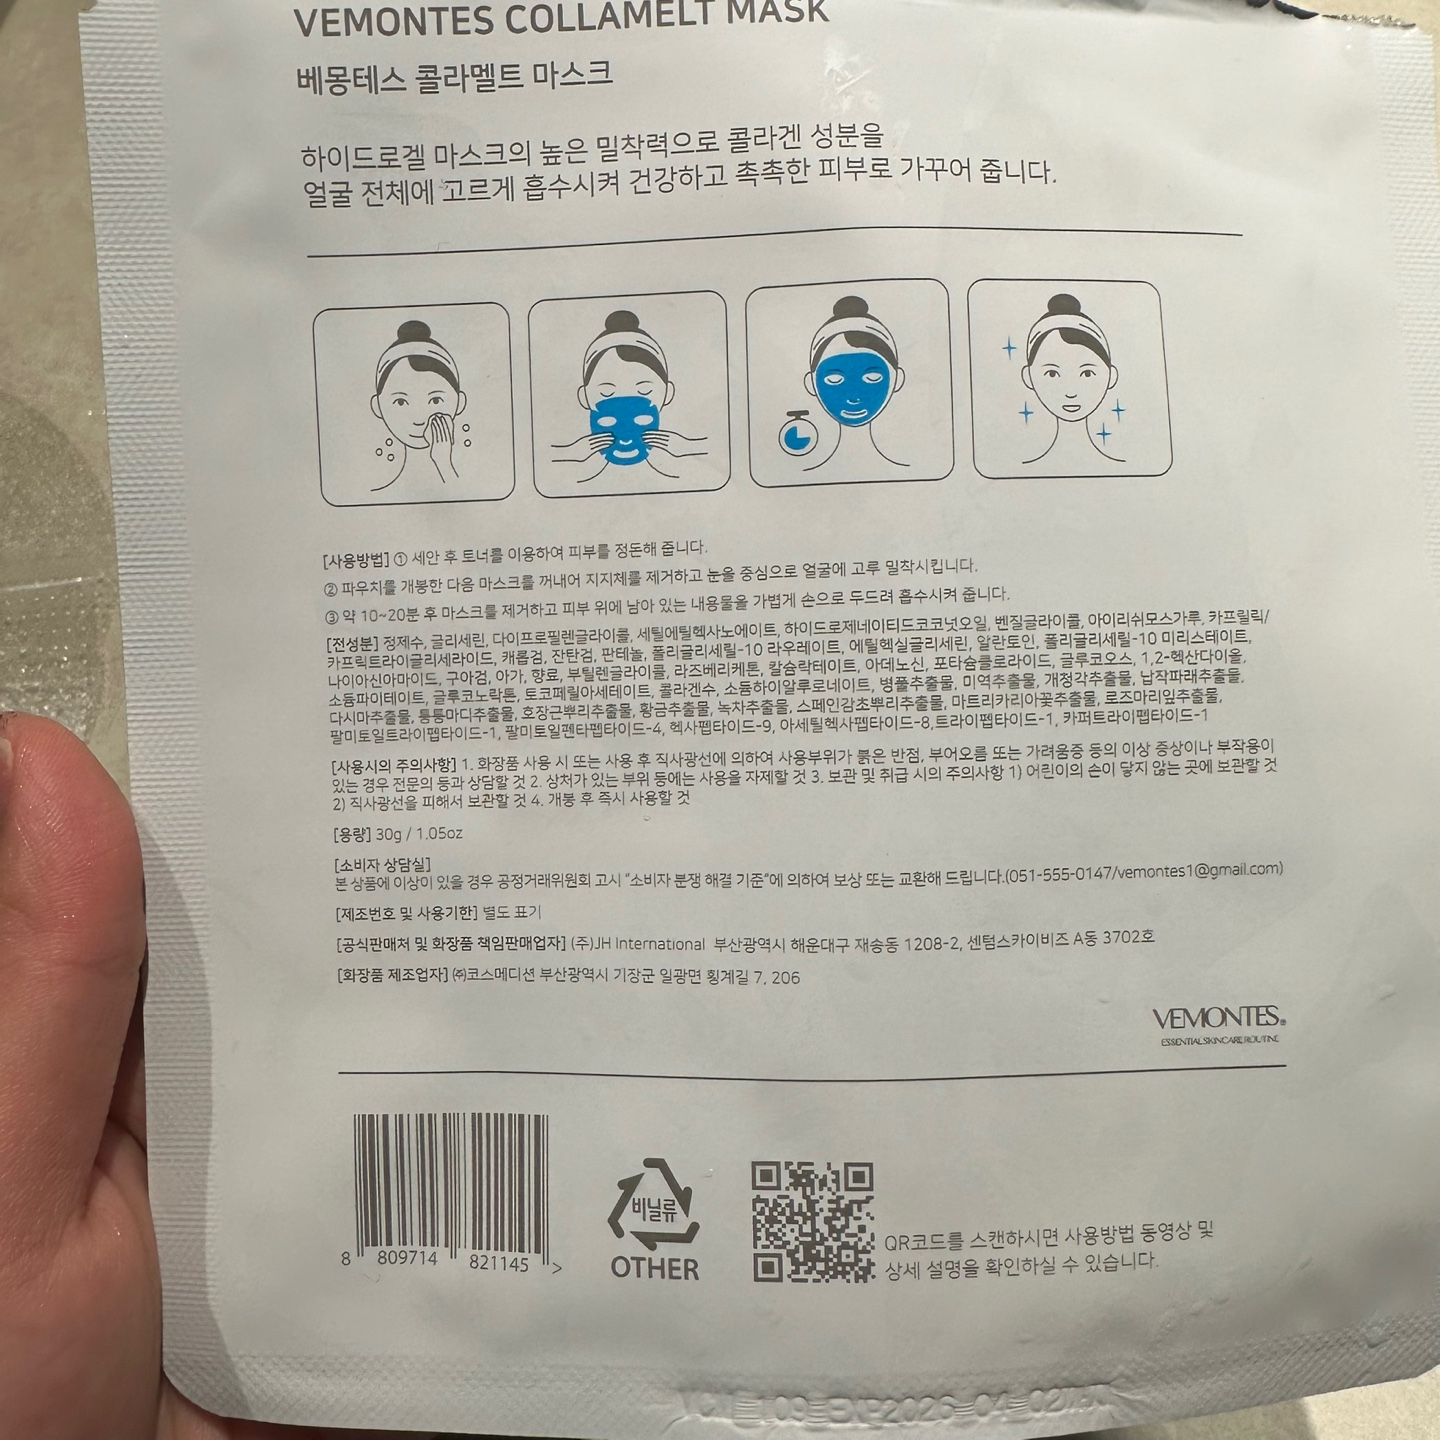 VEMONTES COLLAMELT MASK
베몽테스 콜라멜트 마스크
하이드로겔 마스크의 높은 밀착력으로 콜라겐 성분을
얼굴 전체에 고르게 흡수시켜 건강하고 촉촉한 피부로 가꾸어 줍니다.
[사용방법] ① 세안 후 토너를 이용하여 피부를 정돈해 줍니다.
② 파우치를 개봉한 다음 마스크를 꺼내어 지지체를 제거하고 눈을 중심으로 얼굴에 고루 밀착시킵니다.
③ 약 10~20분 후 마스크를 제거하고 피부 위에 남아 있는 내용물을 가볍게 손으로 두드려 흡수시켜 줍니다.
[전성분] 정제수, 글리세린, 다이프로필렌글라이콜, 세틸에틸헥사노에이트, 하이드로제네이티드코코넛오일, 벤질글라이콜, 아이리쉬모스가루, 카프릴릭/
카프릭트라이글리세라이드, 캐롭검, 잔탄검, 판테놀, 폴리글리세릴-10 라우레이트, 에틸헥실글리세린, 알란토인, 폴리글리세릴-10 미리스테이트,
나이아신아마이드, 구아검, 아가, 향료, 부틸렌글라이콜, 라즈베리케톤, 칼슘락테이트, 아데노신, 포타슘클로라이드, 글루코오스, 1,2-헥산다이올,
소듐파이테이트, 글루코노락톤, 토코페릴아세테이트, 콜라겐수, 소듐하이알루로네이트, 병풀추출물, 미역추출물, 개정각추출물, 납작파래추출물,
다시마추출물, 퉁퉁마디추출물, 호장근뿌리추출물, 황금추출물, 녹차추출물, 스페인감초뿌리추출물, 마트리카리아꽃추출물, 로즈마리잎추출물,
팔미토일트라이펩타이드-1, 팔미토일펜타펩타이드-4, 헥사펩타이드-9, 아세틸헥사펩타이드-8,트라이펩타이드-1, 카퍼트라이펩타이드-1
[사용시의 주의사항] 1. 화장품 사용 시 또는 사용 후 직사광선에 의하여 사용부위가 붉은 반점, 부어오름 또는 가려움증 등의 이상 증상이나 부작용이
있는 경우 전문의 등과 상담할 것 2. 상처가 있는 부위 등에는 사용을 자제할 것 3. 보관 및 취급 시의 주의사항 1) 어린이의 손이 닿지 않는 곳에 보관할 것
2) 직사광선을 피해서 보관할 것 4. 개봉 후 즉시 사용할 것
[용량] 30g / 1.05oz
[소비자 상담실]
본 상품에 이상이 있을 경우 공정거래위원회 고시 "소비자 분쟁 해결 기준"에 의하여 보상 또는 교환해 드립니다.(051-555-0147/vemontes1@gmail.com)
[제조번호 및 사용기한] 별도 표기
[공식판매처 및 화장품 책임판매업자] (주)JH International 부산광역시 해운대구 재송동 1208-2, 센텀스카이비즈 A동 3702호
[화장품 제조업자] ㈜코스메디션 부산광역시 기장군 일광면 횡계길 7, 206
VEMONTES®
ESSENTIAL SKINCARE ROUTINE
8 809714 821145 >
비닐류
OTHER
QR코드를 스캔하시면 사용방법 동영상 및
상세 설명을 확인하실 수 있습니다.
EXP2026 04 02